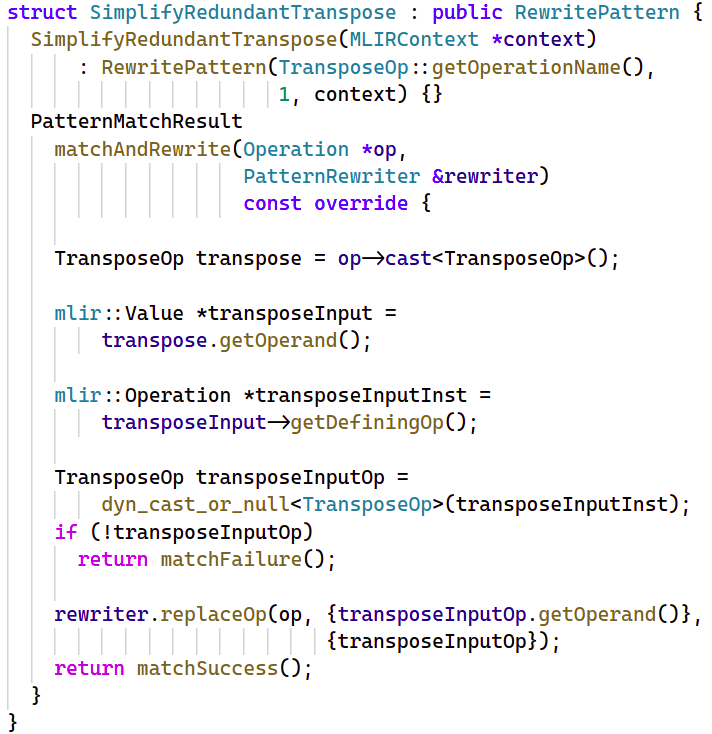 struct SimplifyRedundantTranspose : public RewritePattern {
  SimplifyRedundantTranspose(MLIRContext *context)
      : RewritePattern(TransposeOp::getOperationName(),
                       1, context) {}
  PatternMatchResult
    matchAndRewrite(Operation *op,
                    PatternRewriter &rewriter)
                    const override {

    TransposeOp transpose = op->cast<TransposeOp>();

    mlir::Value *transposeInput =
        transpose.getOperand();

    mlir::Operation *transposeInputInst =
        transposeInput->getDefiningOp();

    TransposeOp transposeInputOp =
        dyn_cast_or_null<TransposeOp>(transposeInputInst);
    if (!transposeInputOp)
      return matchFailure();

    rewriter.replaceOp(op, {transposeInputOp.getOperand()},
                           {transposeInputOp});
    return matchSuccess();
  }
}